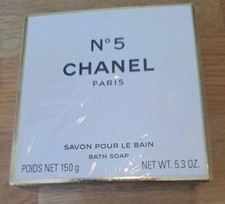 N°5
CHANEL
PARIS
SAVON POUR LE BAIN
BATH SOAP
POIDS NET 150 g NET WT. 5.3 OZ.